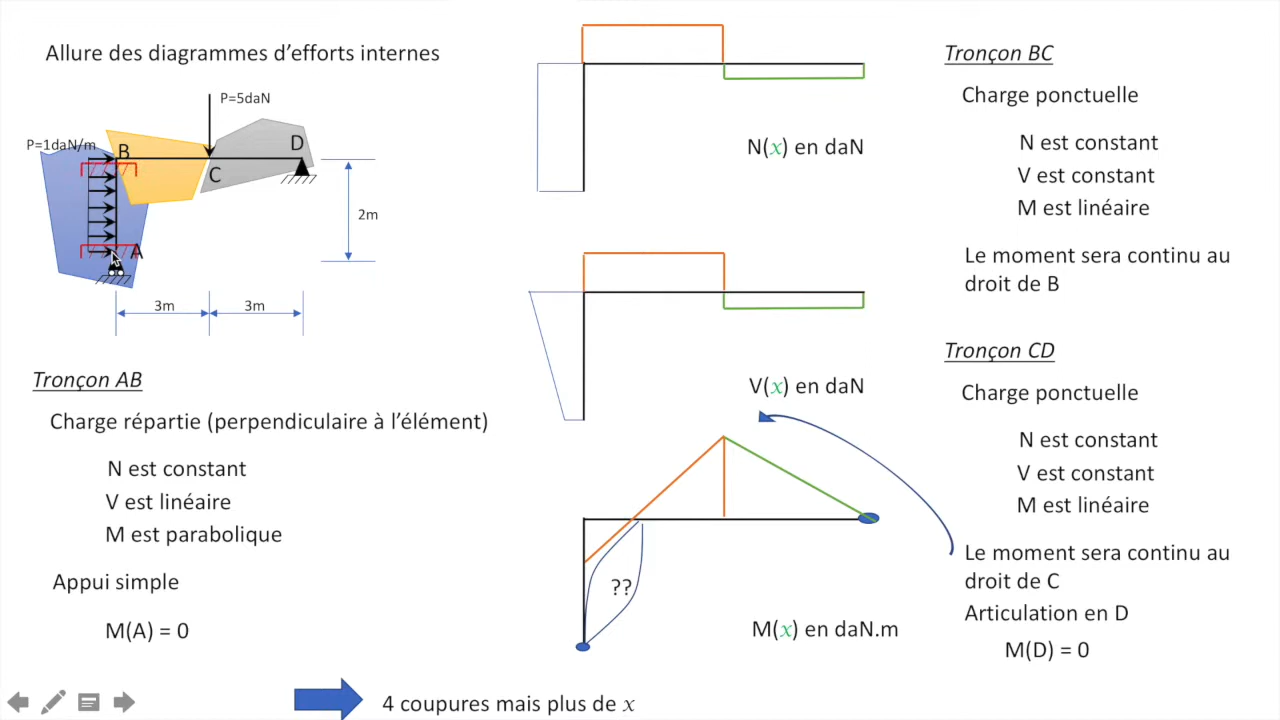 Allure des diagrammes d’efforts internes
P=5daN
P=1daN/m
B
D
C
A
2m
3m
3m
Tronçon AB
Charge répartie (perpendiculaire à l’élément)
N est constant
V est linéaire
M est parabolique
Appui simple
M(A) = 0
N(x) en daN
V(x) en daN
??
M(x) en daN.m
Tronçon BC
Charge ponctuelle
N est constant
V est constant
M est linéaire
Le moment sera continu au
droit de B
Tronçon CD
Charge ponctuelle
N est constant
V est constant
M est linéaire
Le moment sera continu au
droit de C
Articulation en D
M(D) = 0
4 coupures mais plus de x